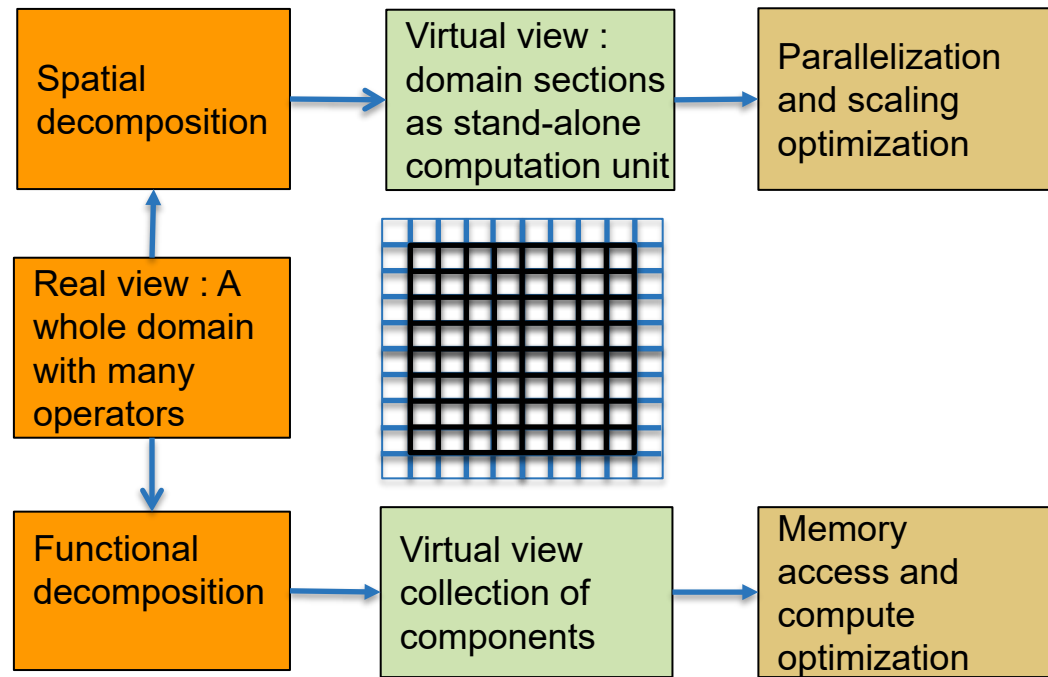 Spatial
decomposition
Virtual view :
domain sections
as stand-alone
computation unit
Parallelization
and scaling
optimization
Real view : A
whole domain
with many
operators
Functional
decomposition
Virtual view
collection of
components
Memory
access and
compute
optimization